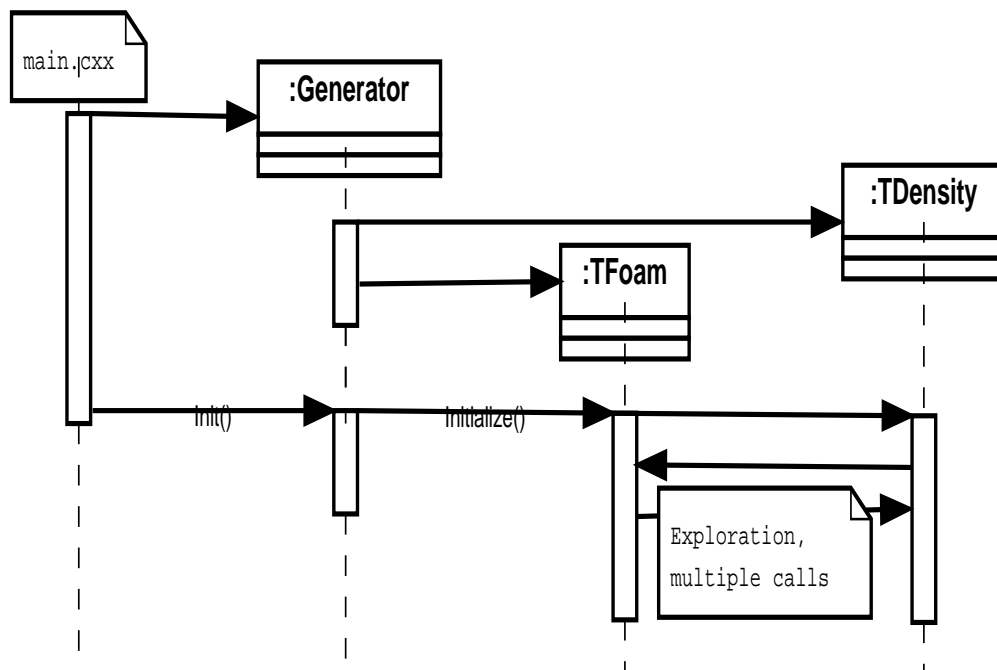 main.cxx
:Generator
:TDensity
:TFoam
Init()
Initialize()
Exploration,
multiple calls